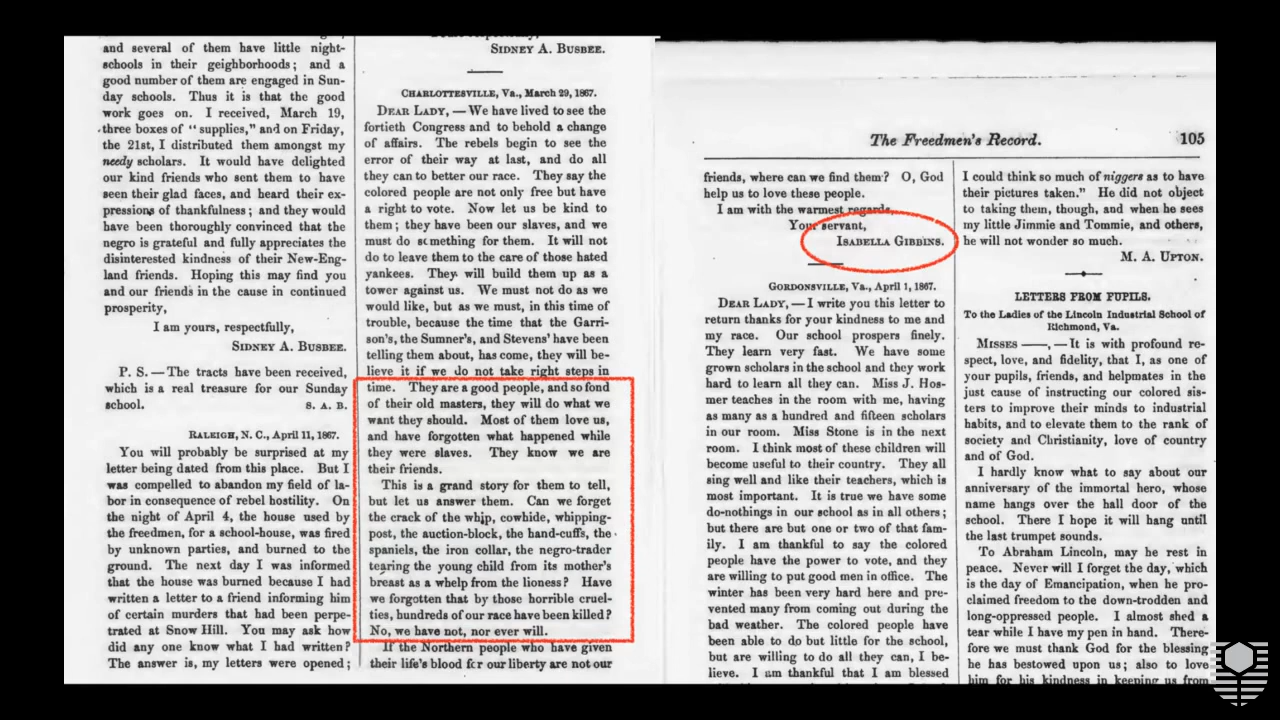 and several of them have little night-
schools in their geighborhoods; and a
good number of them are engaged in Sun-
day schools. Thus it is that the good
work goes on. I received, March 19,
three boxes of "supplies," and on Friday,
the 21st, I distributed them amongst my
needy scholars. It would have delighted
our kind friends who sent them to have
seen their glad faces, and heard their ex-
pressions of thankfulness; and they would
have been thoroughly convinced that the
negro is grateful and fully appreciates the
disinterested kindness of their New-Eng-
land friends. Hoping this may find you
and our friends in the cause in continued
prosperity,
I am yours, respectfully,
SIDNEY A. BUSBEE.
P. S.—The tracts have been received,
which is a real treasure for our Sunday
school. S. A. B.
RALEIGH, N. C., April 11, 1867.
You will probably be surprised at my
letter being dated from this place. But I
was compelled to abandon my field of la-
bor in consequence of rebel hostility. On
the night of April 4, the house used by
the freedmen, for a school-house, was fired
by unknown parties, and burned to the
ground. The next day I was informed
that the house was burned because I had
written a letter to a friend informing him
of certain murders that had been perpe-
trated at Snow Hill. You may ask how
did any one know what I had written?
The answer is, my letters were opened;
SIDNEY A. BUSBEE.
CHARLOTTESVILLE, Va., March 29, 1867.
DEAR LADY,—We have lived to see the
fortieth Congress and to behold a change
of affairs. The rebels begin to see the
error of their way at last, and do all
they can to better our race. They say the
colored people are not only free but have
a right to vote. Now let us be kind to
them; they have been our slaves, and we
must do something for them. It will not
do to leave them to the care of those hated
yankees. They will build them up as a
tower against us. We must not do as we
would like, but as we must, in this time of
trouble, because the time that the Garri-
son's, the Sumner's, and Stevens' have been
telling them about, has come, they will be-
lieve it if we do not take right steps in
time. They are a good people, and so fond
of their old masters, they will do what we
want they should. Most of them love us,
and have forgotten what happened while
they were slaves. They know we are
their friends.
This is a grand story for them to tell,
but let us answer them. Can we forget
the crack of the whip, cowhide, whipping-
post, the auction-block, the hand-cuffs, the
spaniels, the iron collar, the negro-trader
tearing the young child from its mother's
breast as a whelp from the lioness? Have
we forgotten that by those horrible cruel-
ties, hundreds of our race have been killed?
No, we have not, nor ever will.
If the Northern people who have given
their life's blood for our liberty are not our
The Freedmen's Record. 105
friends, where can we find them? O, God
help us to love these people.
I am with the warmest regards,
Your servant,
ISABELLA GIBBINS.
GORDONSVILLE, Va., April 1, 1867.
DEAR LADY,—I write you this letter to
return thanks for your kindness to me and
my race. Our school prospers finely.
They learn very fast. We have some
grown scholars in the school and they work
hard to learn all they can. Miss J. Hos-
mer teaches in the room with me, having
as many as a hundred and fifteen scholars
in our room. Miss Stone is in the next
room. I think most of these children will
become useful to their country. They all
sing well and like their teachers, which is
most important. It is true we have some
do-nothings in our school as in all others;
but there are but one or two of that fam-
ily. I am thankful to say the colored
people have the power to vote, and they
are willing to put good men in office. The
winter has been very hard here and pre-
vented many from coming out during the
bad weather. The colored people have
been able to do but little for the school,
but are willing to do all they can, I be-
lieve. I am thankful that I am blessed
I could think so much of niggers as to have
their pictures taken." He did not object
to taking them, though, and when he sees
my little Jimmie and Tommie, and others,
he will not wonder so much.
M. A. UPTON.
LETTERS FROM PUPILS.
To the Ladies of the Lincoln Industrial School of
Richmond, Va.
MISSES ——,—It is with profound re-
spect, love, and fidelity, that I, as one of
your pupils, friends, and helpmates in the
just cause of instructing our colored sis-
ters to improve their minds to industrial
habits, and to elevate them to the rank of
society and Christianity, love of country
and of God.
I hardly know what to say about our
anniversary of the immortal hero, whose
name hangs over the hall door of the
school. There I hope it will hang until
the last trumpet sounds.
To Abraham Lincoln, may be rest in
peace. Never will I forget the day, which
is the day of Emancipation, when he pro-
claimed freedom to the down-trodden and
long-oppressed people. I almost shed a
tear while I have my pen in hand. There-
fore we must thank God for the blessing
he has bestowed upon us; also to love
him for his kindness in keeping us from